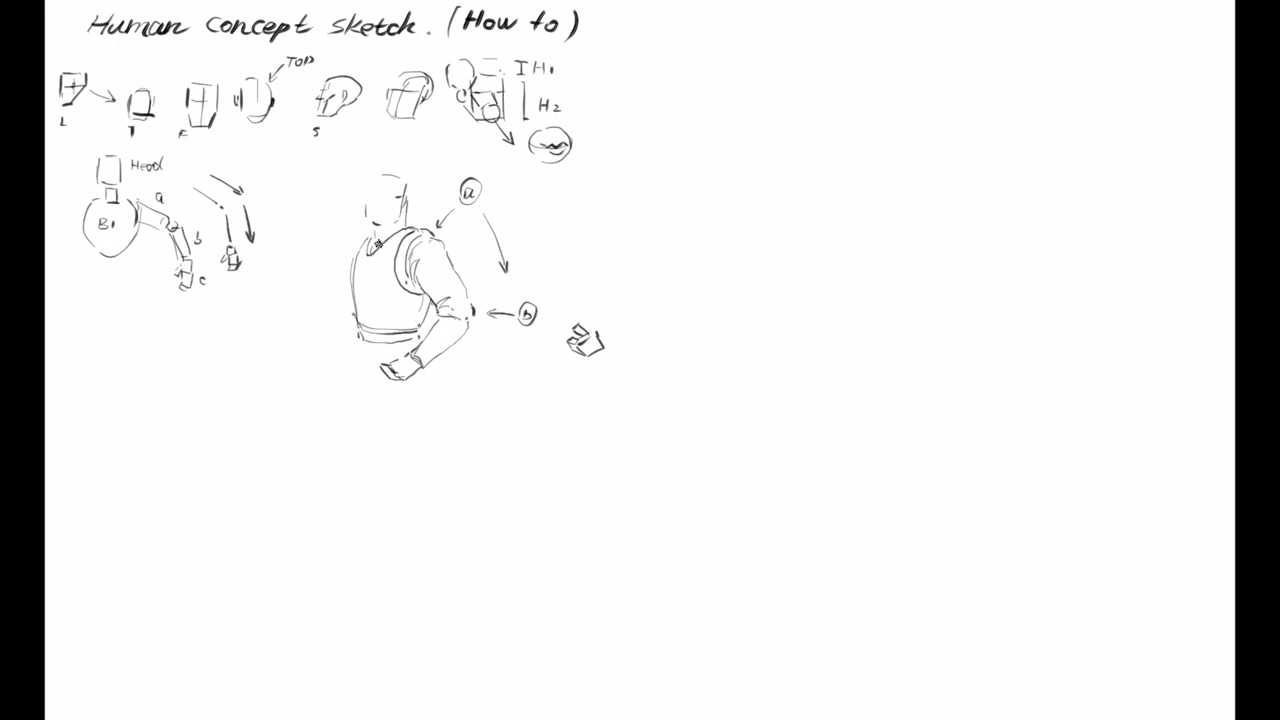 Human concept sketch. (How to)
TOP
H1
H2
L
T
F
S
Head
a
B1
b
c
a
b